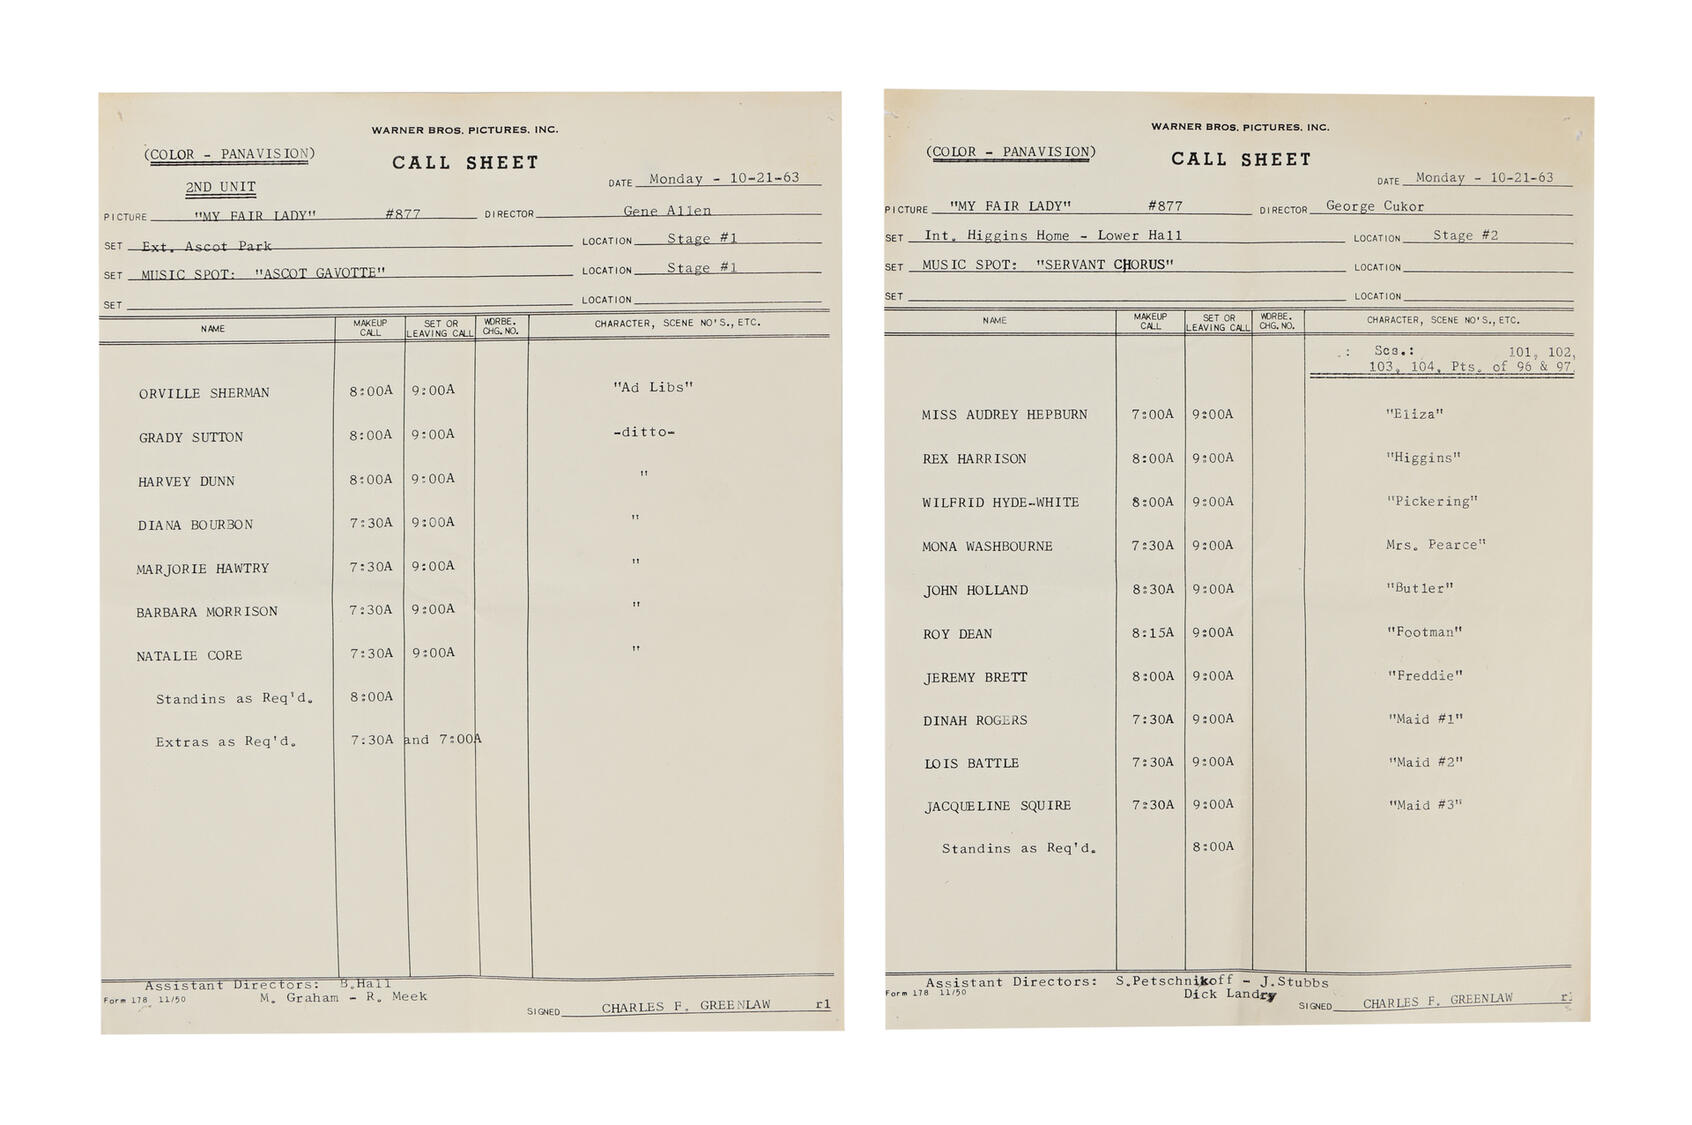 WARNER BROS. PICTURES, INC.
(COLOR - PANAVISION)
CALL SHEET
2ND UNIT
DATE Monday - 10-21-63
PICTURE "MY FAIR LADY" #877 DIRECTOR Gene Allen
SET Ext. Ascot Park LOCATION Stage #1
SET MUSIC SPOT: "ASCOT GAVOTTE" LOCATION Stage #1
SET LOCATION
NAME MAKEUP CALL SET OR LEAVING CALL WDRBE. CHG. NO. CHARACTER, SCENE NO'S., ETC.
ORVILLE SHERMAN 8:00A 9:00A "Ad Libs"
GRADY SUTTON 8:00A 9:00A -ditto-
HARVEY DUNN 8:00A 9:00A "
DIANA BOURBON 7:30A 9:00A "
MARJORIE HAWTRY 7:30A 9:00A "
BARBARA MORRISON 7:30A 9:00A "
NATALIE CORE 7:30A 9:00A "
Standins as Req'd. 8:00A
Extras as Req'd. 7:30A and 7:00A
Assistant Directors: B.Hall
Form 178 11/50 M. Graham - R. Meek
SIGNED CHARLES F. GREENLAW r1
WARNER BROS. PICTURES, INC.
(COLOR - PANAVISION)
CALL SHEET
DATE Monday - 10-21-63
PICTURE "MY FAIR LADY" #877 DIRECTOR George Cukor
SET Int. Higgins Home - Lower Hall LOCATION Stage #2
SET MUSIC SPOT: "SERVANT CHORUS" LOCATION
SET LOCATION
NAME MAKEUP CALL SET OR LEAVING CALL WDRBE. CHG. NO. CHARACTER, SCENE NO'S., ETC.
Scs.: 101, 102,
103, 104, Pts. of 96 & 97
MISS AUDREY HEPBURN 7:00A 9:00A "Eliza"
REX HARRISON 8:00A 9:00A "Higgins"
WILFRID HYDE-WHITE 8:00A 9:00A "Pickering"
MONA WASHBOURNE 7:30A 9:00A Mrs. Pearce"
JOHN HOLLAND 8:30A 9:00A "Butler"
ROY DEAN 8:15A 9:00A "Footman"
JEREMY BRETT 8:00A 9:00A "Freddie"
DINAH ROGERS 7:30A 9:00A "Maid #1"
LOIS BATTLE 7:30A 9:00A "Maid #2"
JACQUELINE SQUIRE 7:30A 9:00A "Maid #3"
Standins as Req'd. 8:00A
Assistant Directors: S.Petschnikoff - J.Stubbs
Form 178 11/50 Dick Landry
SIGNED CHARLES F. GREENLAW